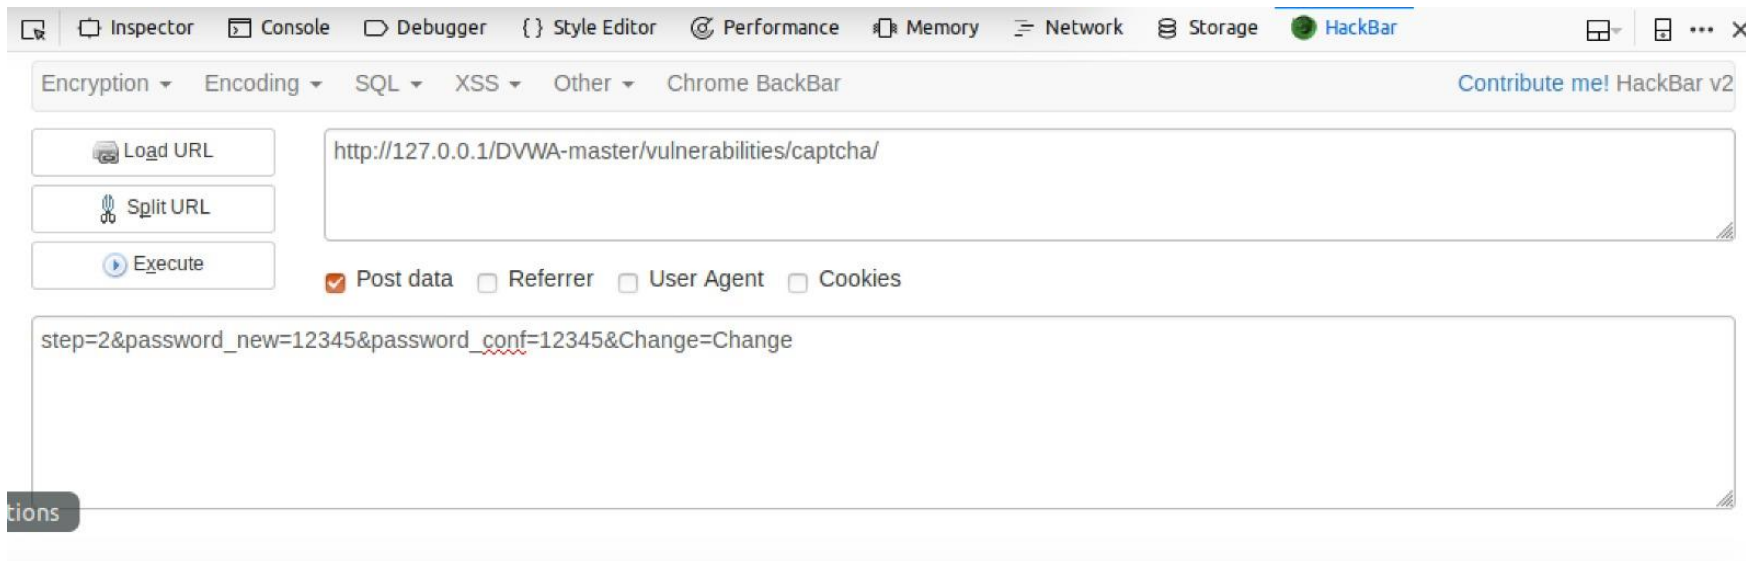 Inspector Console Debugger { } Style Editor Performance Memory Network Storage HackBar
Encryption Encoding SQL XSS Other Chrome BackBar Contribute me! HackBar v2
Load URL
http://127.0.0.1/DVWA-master/vulnerabilities/captcha/
Split URL
Execute
Post data Referrer User Agent Cookies
step=2&password_new=12345&password_conf=12345&Change=Change
tions